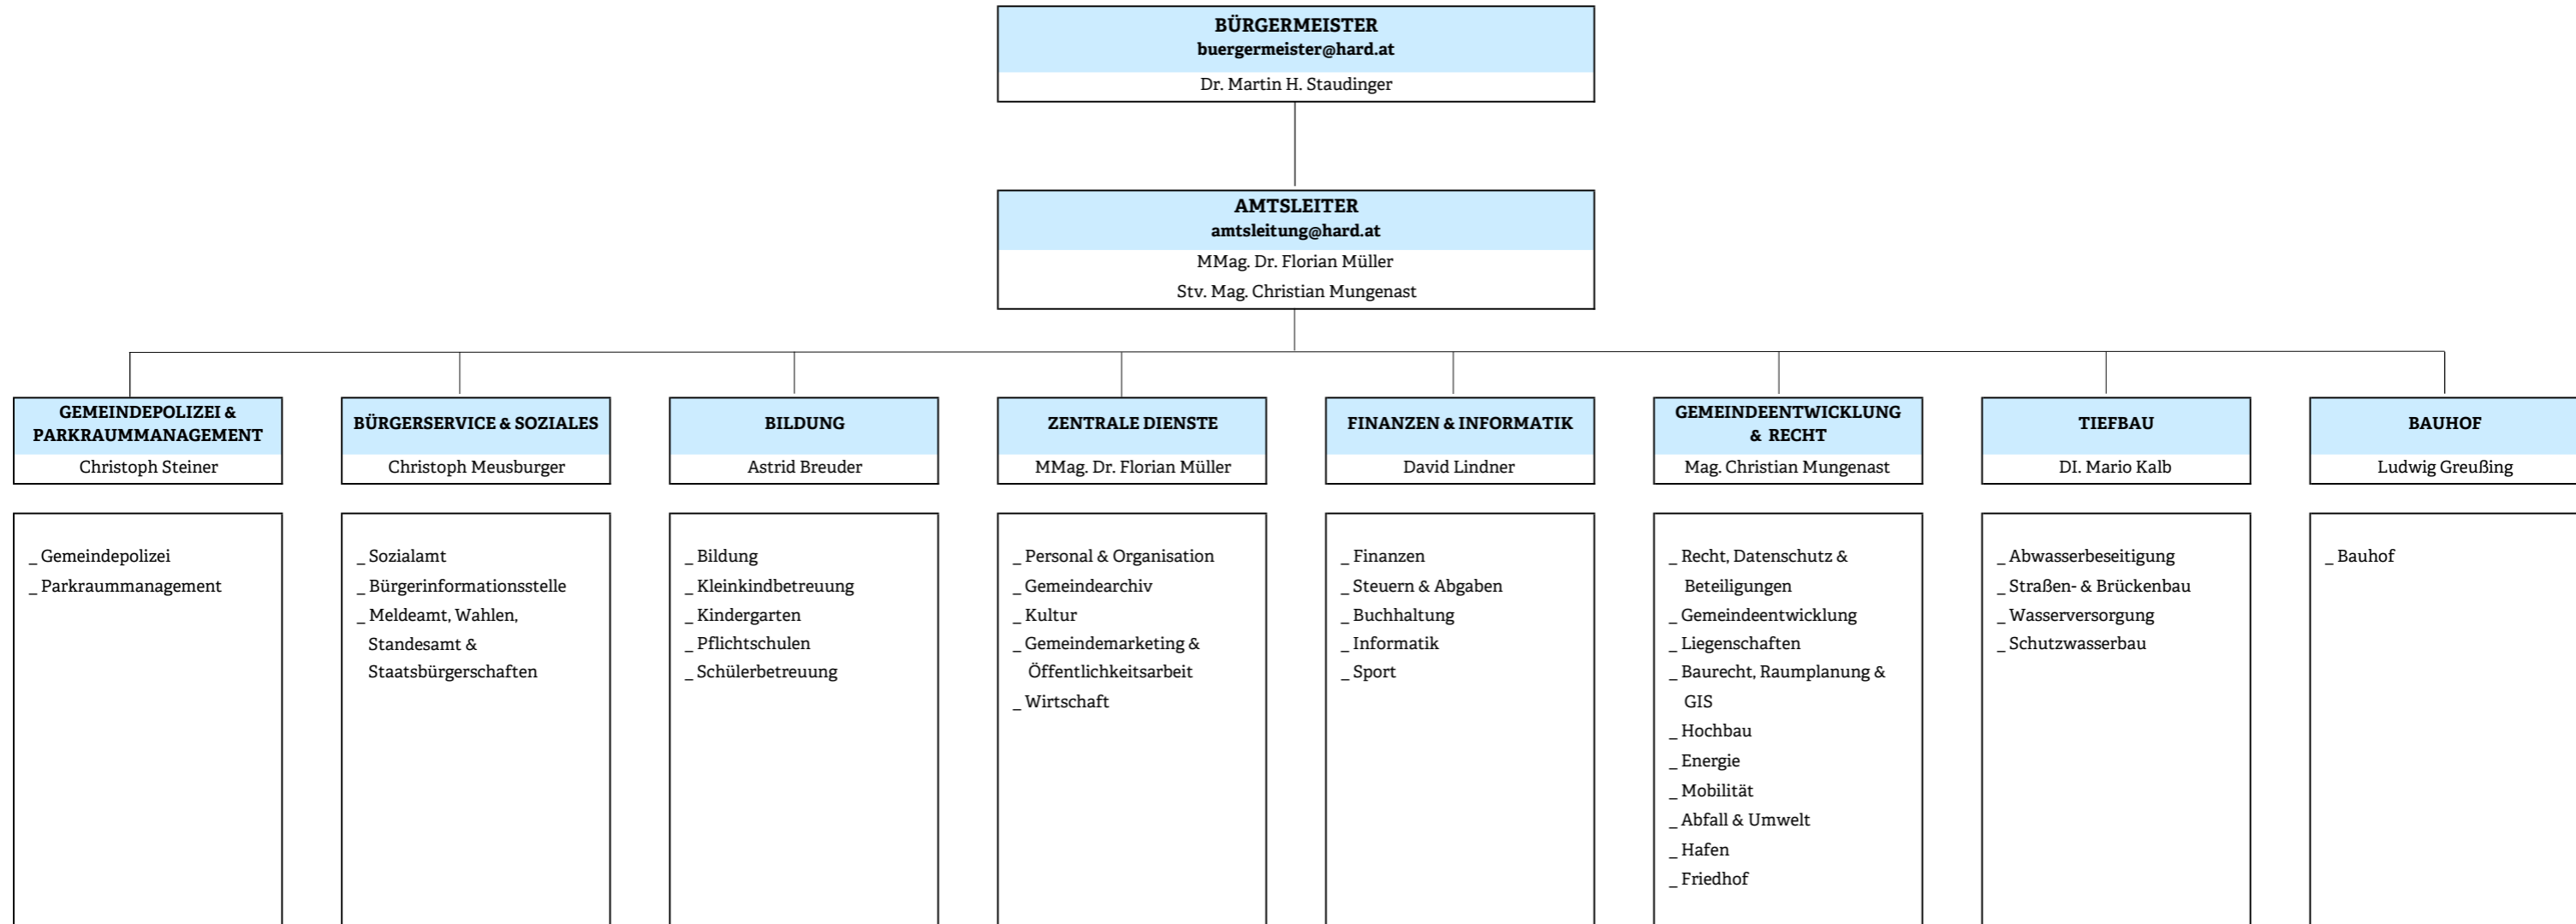 BÜRGERMEISTER
buergermeister@hard.at
Dr. Martin H. Staudinger
AMTSLEITER
amtsleitung@hard.at
MMag. Dr. Florian Müller
Stv. Mag. Christian Mungenast
GEMEINDEPOLIZEI &
PARKRAUMMANAGEMENT
Christoph Steiner
_ Gemeindepolizei
_ Parkraummanagement
BÜRGERSERVICE & SOZIALES
Christoph Meusburger
_ Sozialamt
_ Bürgerinformationsstelle
_ Meldeamt, Wahlen,
Standesamt &
Staatsbürgerschaften
BILDUNG
Astrid Breuder
_ Bildung
_ Kleinkindbetreuung
_ Kindergarten
_ Pflichtschulen
_ Schülerbetreuung
ZENTRALE DIENSTE
MMag. Dr. Florian Müller
_ Personal & Organisation
_ Gemeindearchiv
_ Kultur
_ Gemeindemarketing &
Öffentlichkeitsarbeit
_ Wirtschaft
FINANZEN & INFORMATIK
David Lindner
_ Finanzen
_ Steuern & Abgaben
_ Buchhaltung
_ Informatik
_ Sport
GEMEINDEENTWICKLUNG
& RECHT
Mag. Christian Mungenast
_ Recht, Datenschutz &
Beteiligungen
_ Gemeindeentwicklung
_ Liegenschaften
_ Baurecht, Raumplanung &
GIS
_ Hochbau
_ Energie
_ Mobilität
_ Abfall & Umwelt
_ Hafen
_ Friedhof
TIEFBAU
DI. Mario Kalb
_ Abwasserbeseitigung
_ Straßen- & Brückenbau
_ Wasserversorgung
_ Schutzwasserbau
BAUHOF
Ludwig Greußing
_ Bauhof